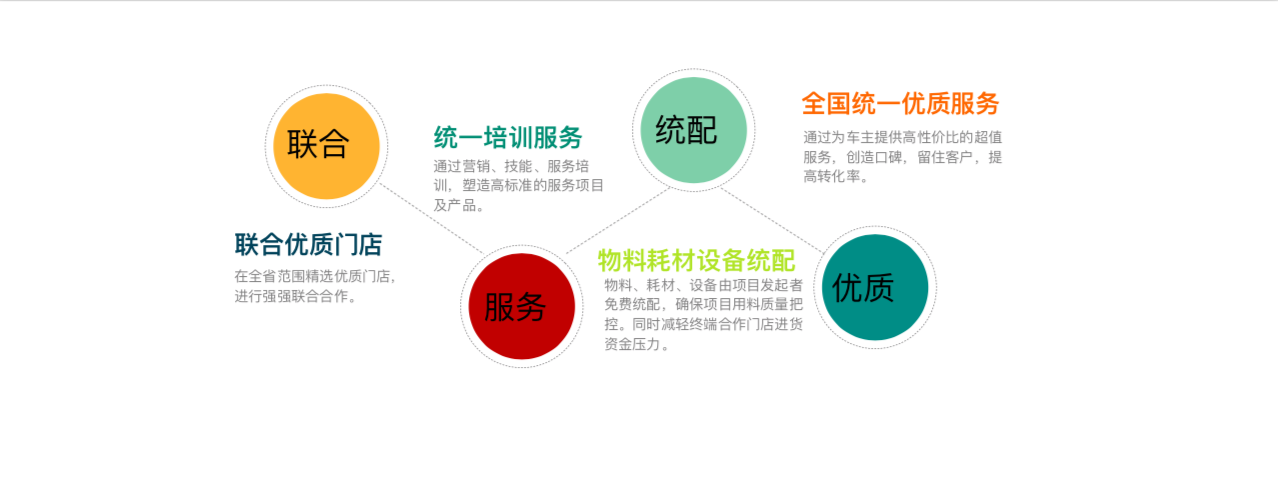 联合
联合优质门店
在全省范围精选优质门店，
进行强强联合合作。
统一培训服务
通过营销、技能、服务培
训，塑造高标准的服务项目
及产品。
服务
统配
物料耗材设备统配
物料、耗材、设备由项目发起者
免费统配，确保项目用料质量把
控。同时减轻终端合作门店进货
资金压力。
全国统一优质服务
通过为车主提供高性价比的超值
服务，创造口碑，留住客户，提
高转化率。
优质